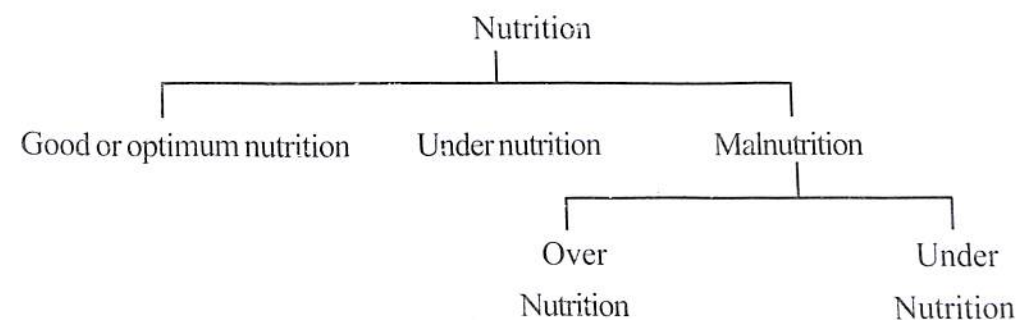 Nutrition
Good or optimum nutrition Under nutrition Malnutrition
Over Under
Nutrition Nutrition